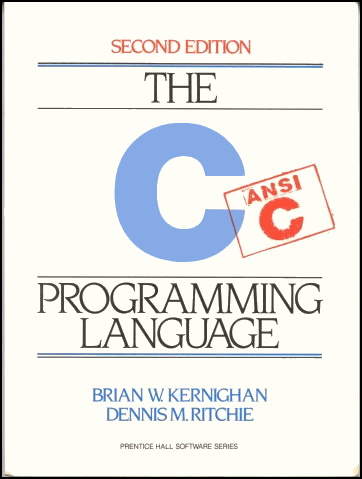 SECOND EDITION
THE
C
ANSI
C
PROGRAMMING
LANGUAGE
BRIAN W. KERNIGHAN
DENNIS M. RITCHIE
PRENTICE HALL SOFTWARE SERIES